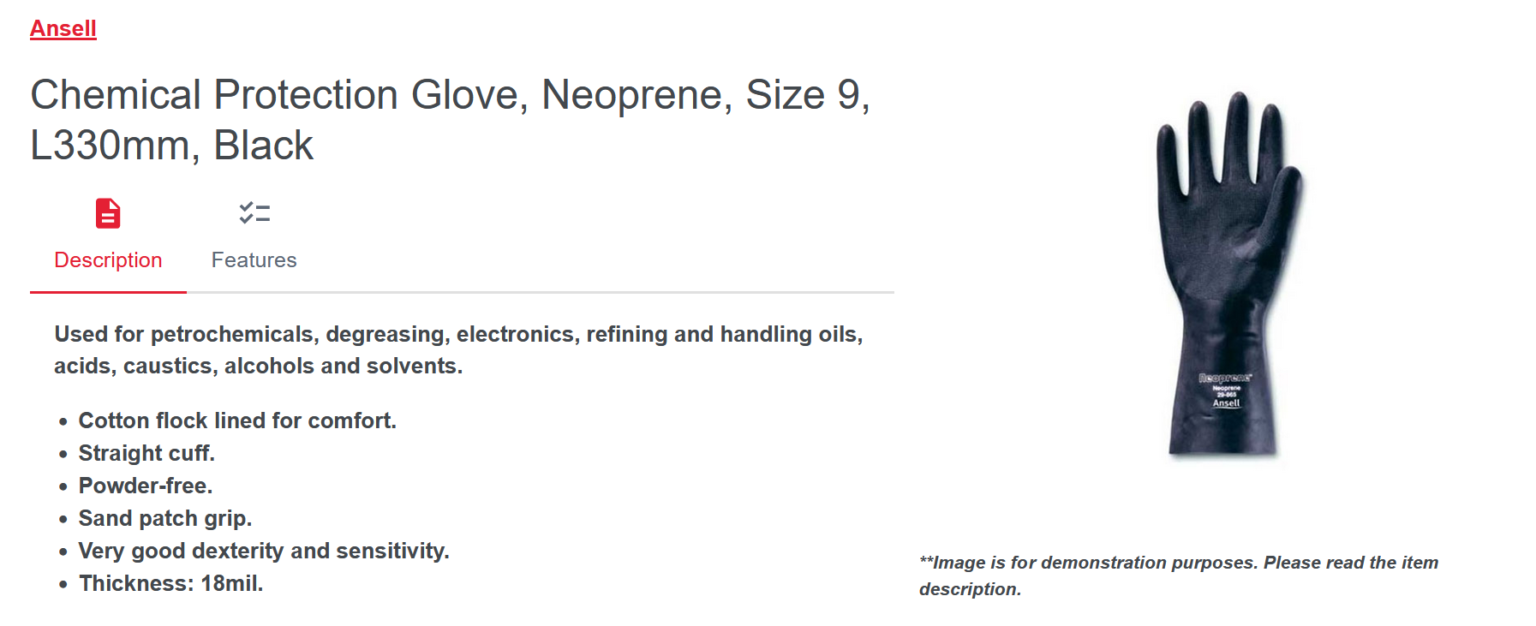 Ansell
Chemical Protection Glove, Neoprene, Size 9,
L330mm, Black
Description
Features
Used for petrochemicals, degreasing, electronics, refining and handling oils,
acids, caustics, alcohols and solvents.
• Cotton flock lined for comfort.
• Straight cuff.
• Powder-free.
• Sand patch grip.
• Very good dexterity and sensitivity.
• Thickness: 18mil.
Neoprene™
Neoprene
29-865
Ansell
**Image is for demonstration purposes. Please read the item
description.